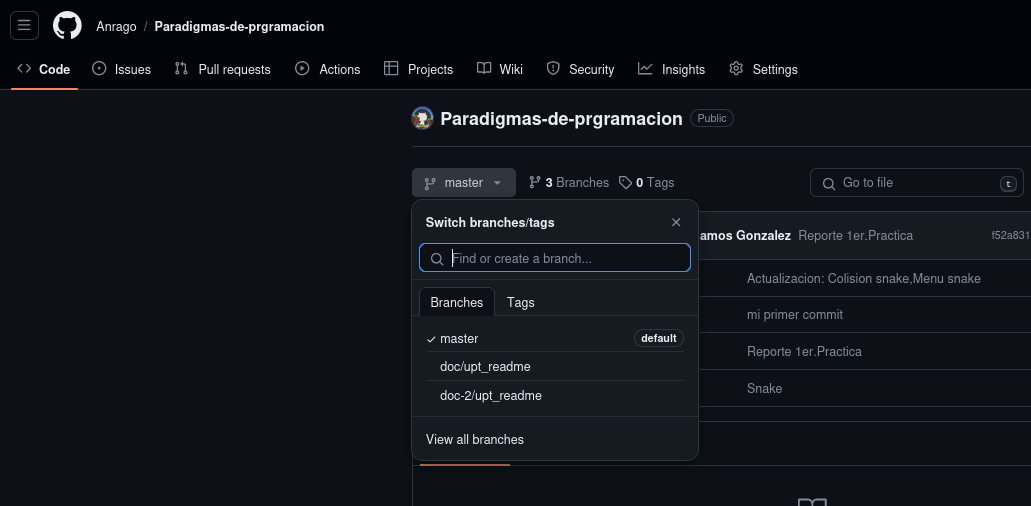 Anrago / Paradigmas-de-prgramacion
Code Issues Pull requests Actions Projects Wiki Security Insights Settings
Paradigmas-de-prgramacion Public
master 3 Branches 0 Tags Go to file t
Switch branches/tags
amos Gonzalez Reporte 1er.Practica f52a831
Find or create a branch...
Actualizacion: Colision snake,Menu snake
Branches Tags
mi primer commit
master default
Reporte 1er.Practica
doc/upt_readme
Snake
doc-2/upt_readme
View all branches